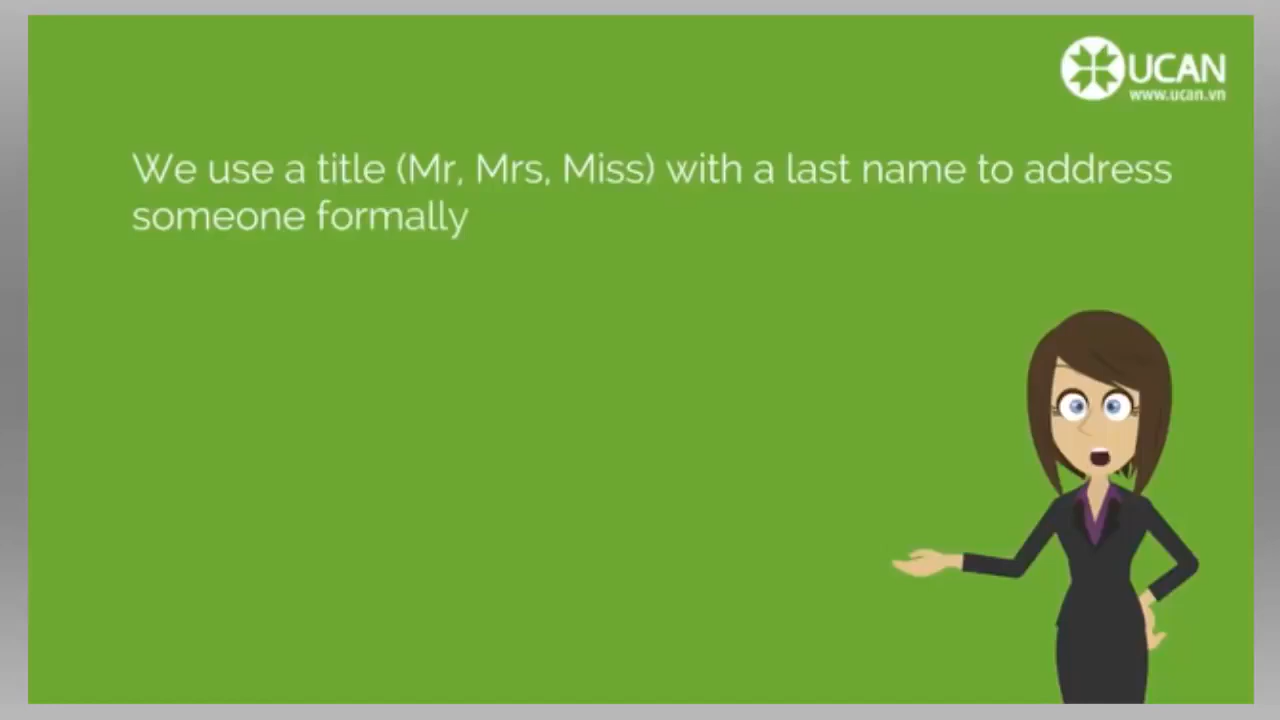 UCAN
www.ucan.vn
We use a title (Mr, Mrs, Miss) with a last name to address
someone formally